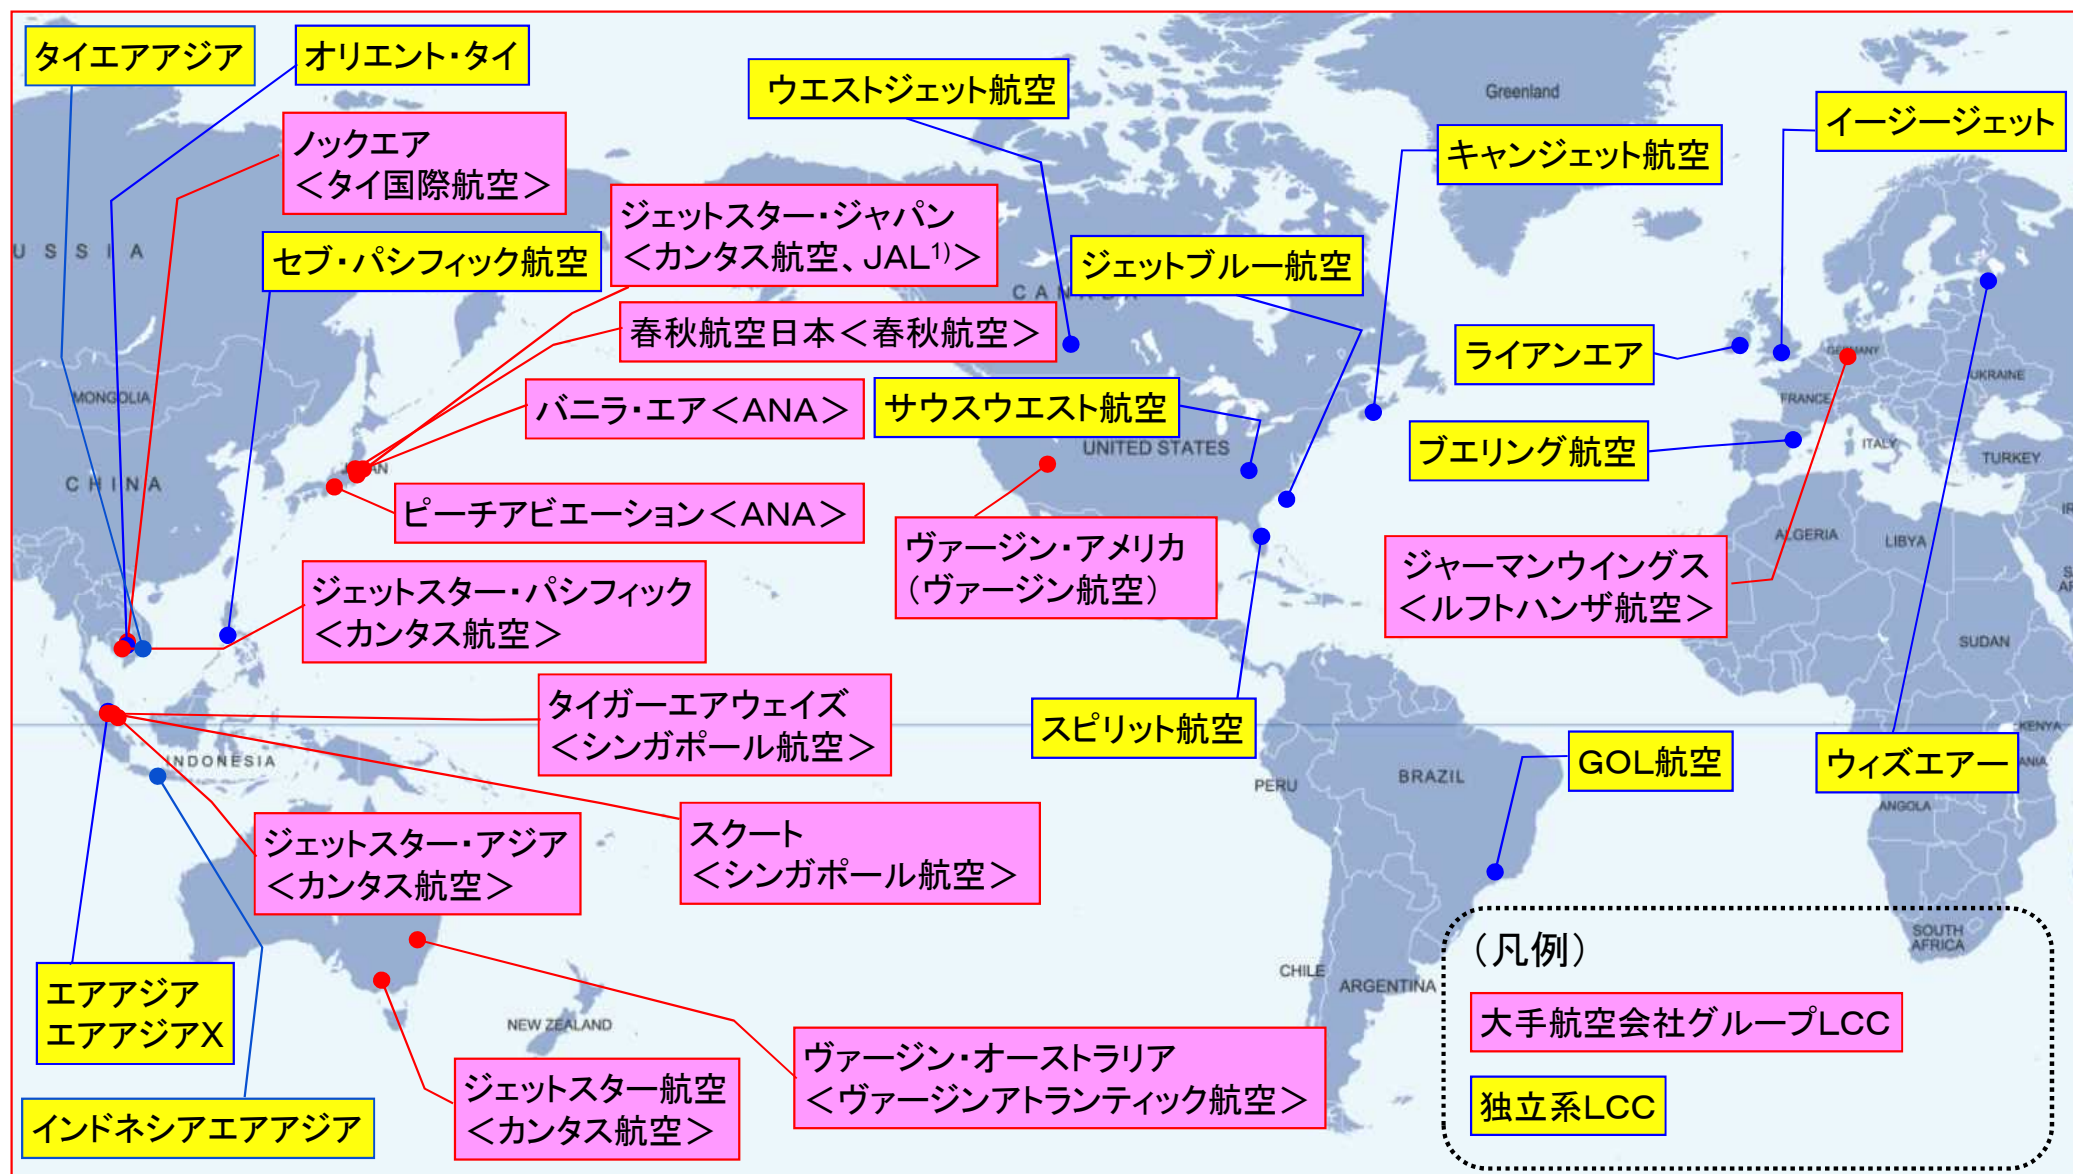 タイエアアジア
オリエント・タイ
ウエストジェット航空
Greenland
イージージェット
ノックエア
＜タイ国際航空＞
キャンジェット航空
ジェットスター・ジャパン
＜カンタス航空、JAL1)＞
セブ・パシフィック航空
ジェットブルー航空
USSIA
CANADA
春秋航空日本＜春秋航空＞
ライアンエア
GERMANY
UKRAINE
MONGOLIA
バニラ・エア＜ANA＞
サウスウエスト航空
FRANCE
UNITED STATES
ブエリング航空
ITALY
TURKEY
JAPAN
CHINA
ピーチアビエーション＜ANA＞
ヴァージン・アメリカ
（ヴァージン航空）
ALGERIA
LIBYA
ジャーマンウイングス
＜ルフトハンザ航空＞
ジェットスター・パシフィック
＜カンタス航空＞
SUDAN
タイガーエアウェイズ
＜シンガポール航空＞
スピリット航空
KENYA
INDONESIA
GOL航空
ウィズエアー
ANIA
PERU
BRAZIL
ANGOLA
ジェットスター・アジア
＜カンタス航空＞
スクート
＜シンガポール航空＞
SOUTH
AFRICA
（凡例）
CHILE
ARGENTINA
エアアジア
エアアジアX
大手航空会社グループLCC
NEW ZEALAND
ヴァージン・オーストラリア
＜ヴァージンアトランティック航空＞
ジェットスター航空
＜カンタス航空＞
独立系LCC
インドネシアエアアジア